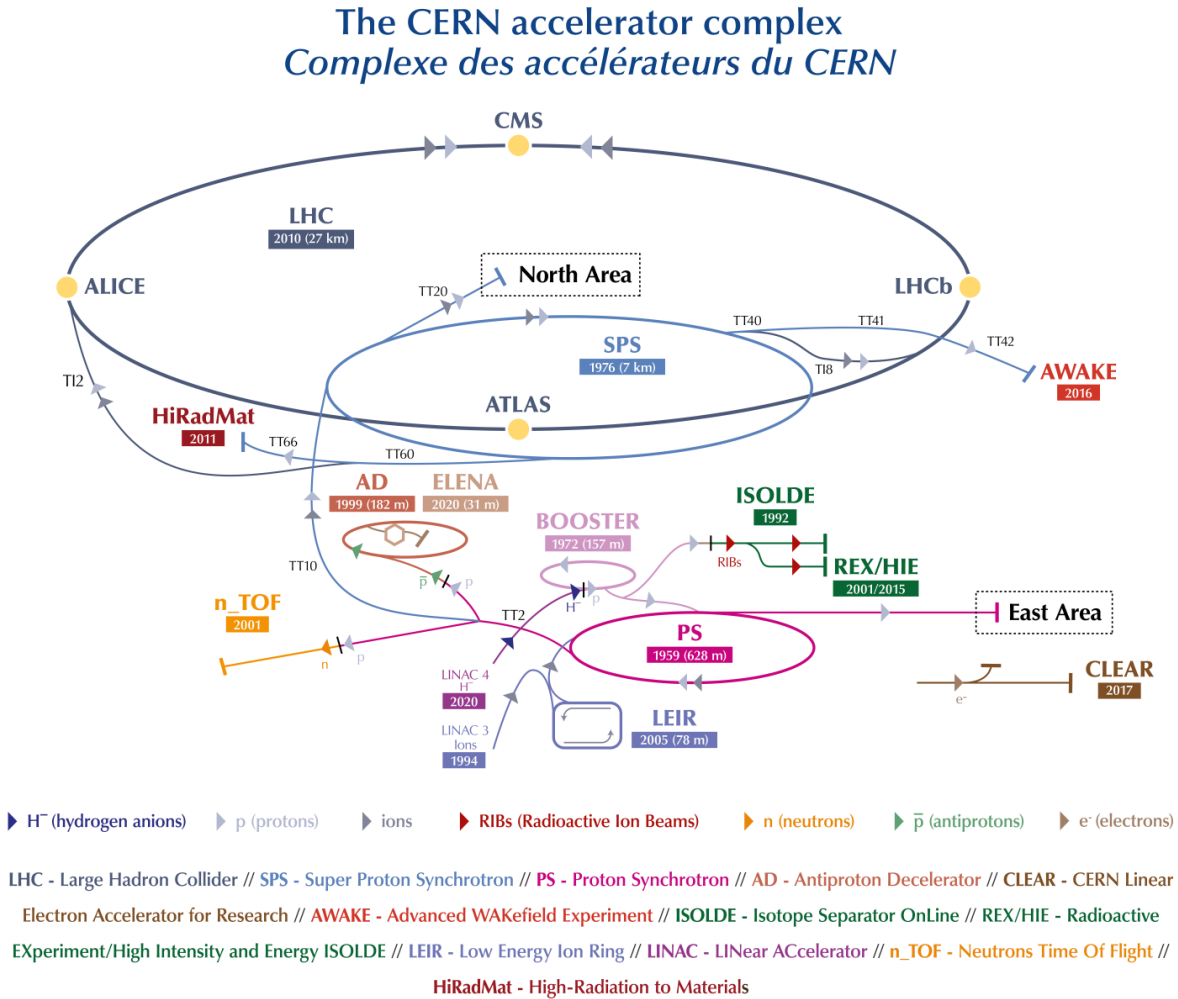 The CERN accelerator complex
Complexe des accélérateurs du CERN
CMS
LHC
2010 (27 km)
North Area
ALICE
LHCb
TT20
TT40
TT41
SPS
TT42
1976 (7 km)
TI8
AWAKE
2016
TI2
ATLAS
HiRadMat
2011
TT66
TT60
AD
1999 (182 m)
ELENA
2020 (31 m)
ISOLDE
1992
BOOSTER
1972 (157 m)
RIBs
REX/HIE
2001/2015
TT10
p̅
p
H⁻
p
n_TOF
2001
TT2
East Area
PS
1959 (628 m)
n
p
LINAC 4
H⁻
2020
CLEAR
2017
e⁻
LEIR
2005 (78 m)
LINAC 3
Ions
1994
H⁻ (hydrogen anions)
p (protons)
ions
RIBs (Radioactive Ion Beams)
n (neutrons)
p̅ (antiprotons)
e⁻ (electrons)
LHC - Large Hadron Collider // SPS - Super Proton Synchrotron // PS - Proton Synchrotron // AD - Antiproton Decelerator // CLEAR - CERN Linear
Electron Accelerator for Research // AWAKE - Advanced WAKefield Experiment // ISOLDE - Isotope Separator OnLine // REX/HIE - Radioactive
EXperiment/High Intensity and Energy ISOLDE // LEIR - Low Energy Ion Ring // LINAC - LINear ACcelerator // n_TOF - Neutrons Time Of Flight //
HiRadMat - High-Radiation to Materials